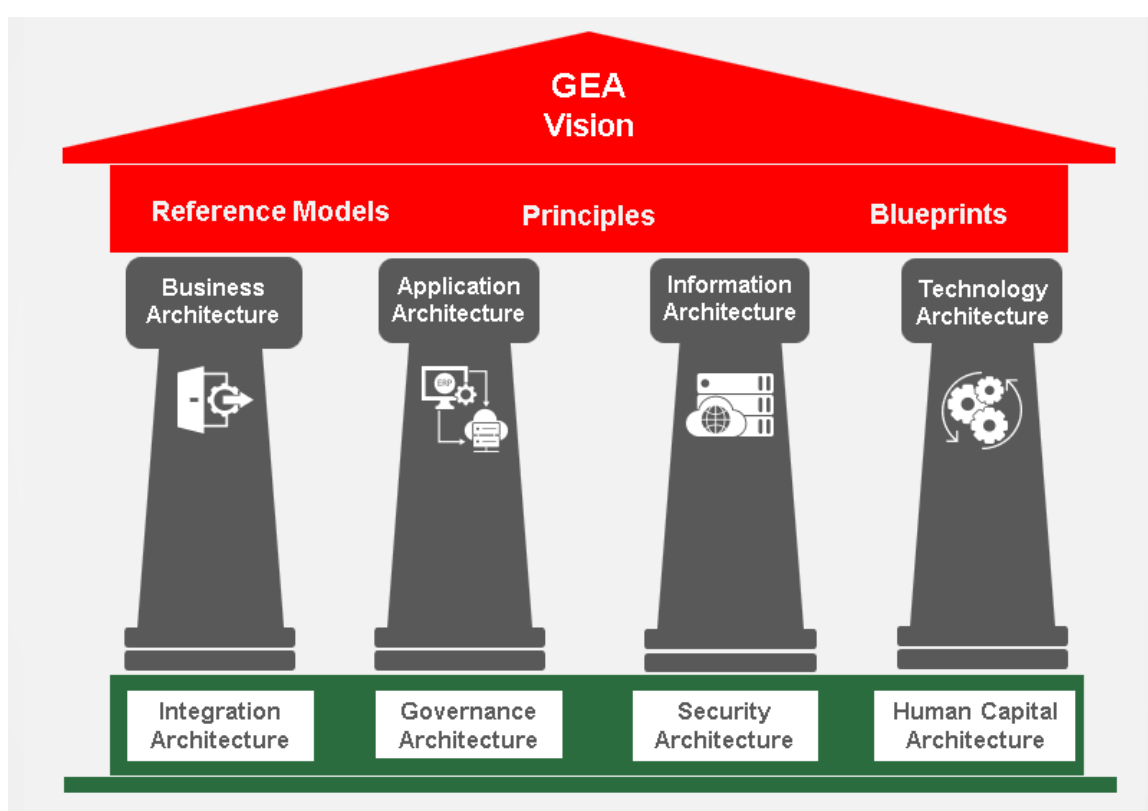 GEA
Vision
Reference Models
Principles
Blueprints
Business
Architecture
Application
Architecture
Information
Architecture
Technology
Architecture
ERP
Integration
Architecture
Governance
Architecture
Security
Architecture
Human Capital
Architecture